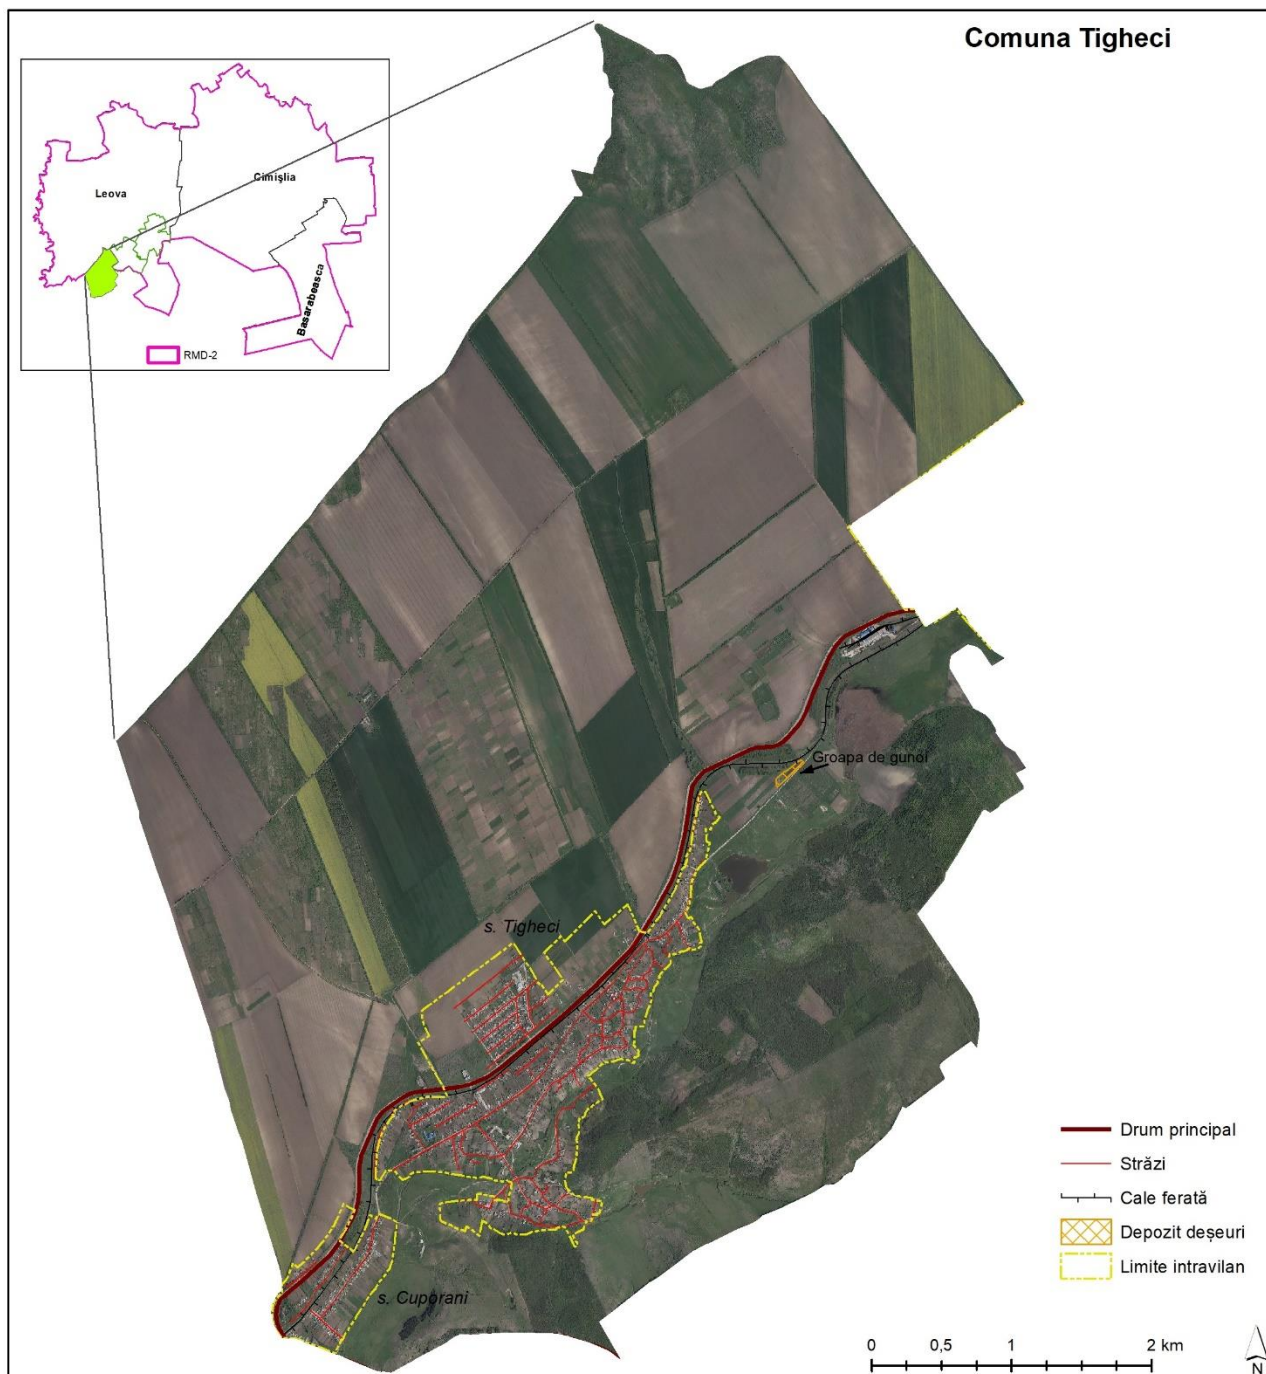 Comuna Tigheci
Leova
Cimişlia
Basarabeasca
RMD-2
Groapa de gunoi
s. Tigheci
s. Cuporani
Drum principal
Străzi
Cale ferată
Depozit deșeuri
Limite intravilan
0 0,5 1 2 km
N